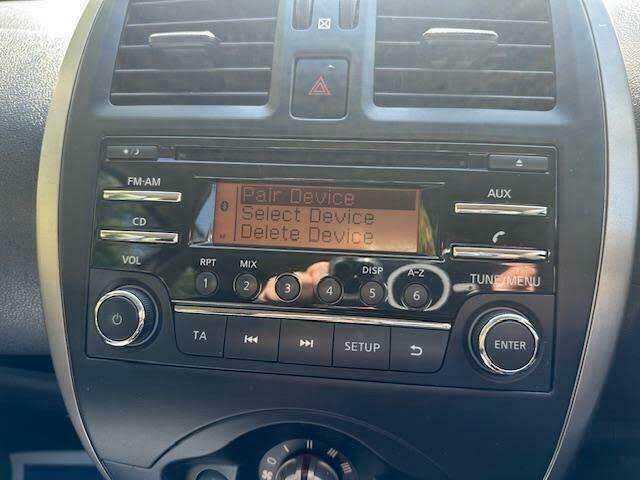 Pair Device
Select Device
Delete Device
FM·AM
AUX
CD
VOL
RPT
MIX
DISP
A-Z
TUNE/MENU
1
2
3
4
5
6
TA
SETUP
ENTER